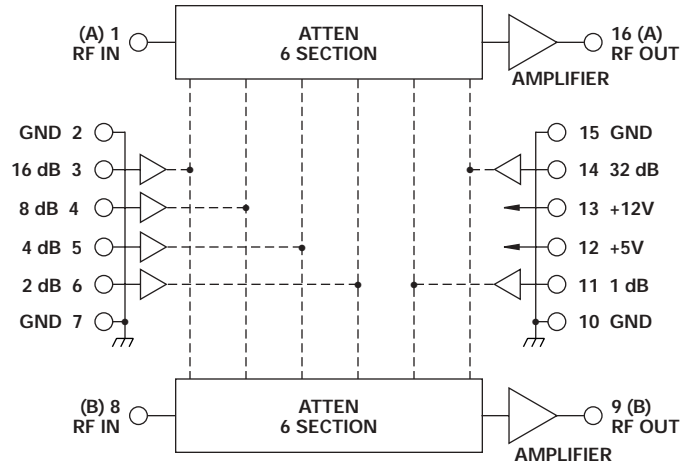 (A) 1
RF IN
ATTEN
6 SECTION
16 (A)
RF OUT
AMPLIFIER
GND 2
15 GND
16 dB 3
14 32 dB
8 dB 4
13 +12V
4 dB 5
12 +5V
2 dB 6
11 1 dB
GND 7
10 GND
(B) 8
RF IN
ATTEN
6 SECTION
9 (B)
RF OUT
AMPLIFIER